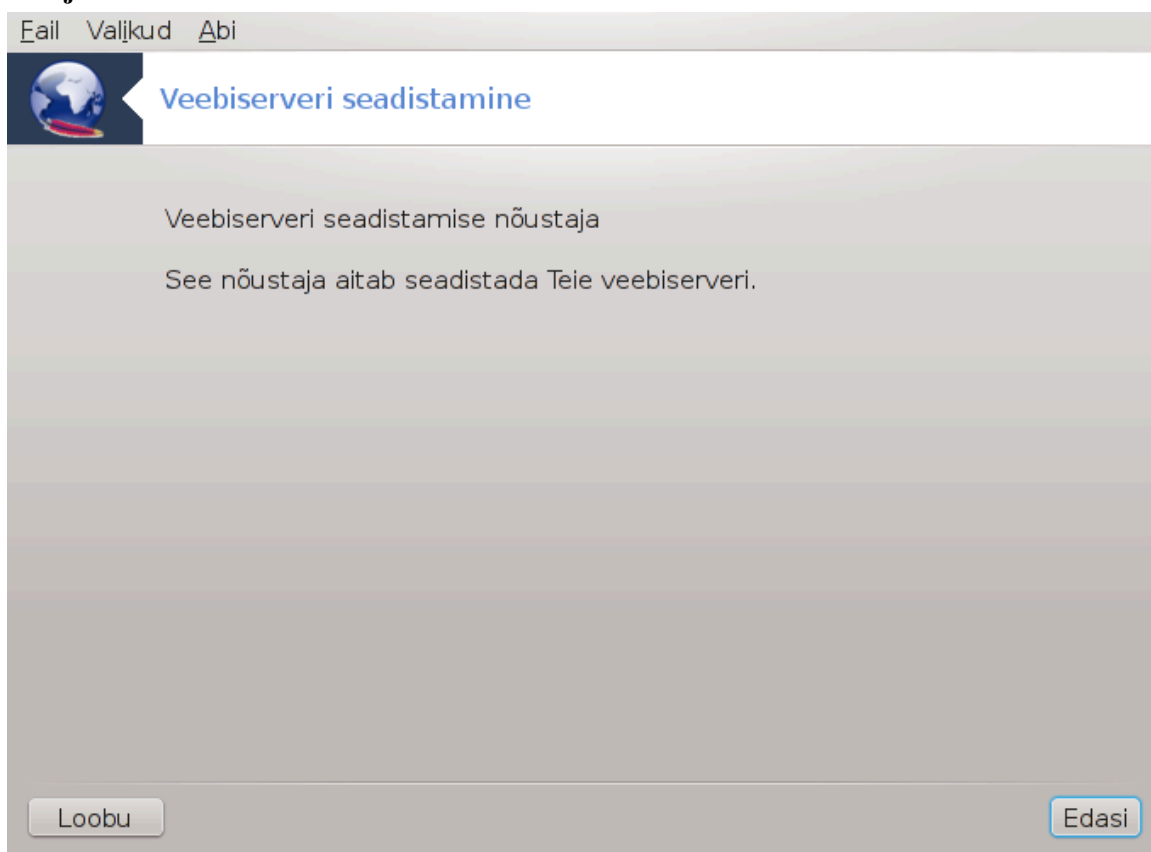 Fail Valikud Abi
Veebiserveri seadistamine
Veebiserveri seadistamise nõustaja
See nõustaja aitab seadistada Teie veebiserveri.
Loobu Edasi